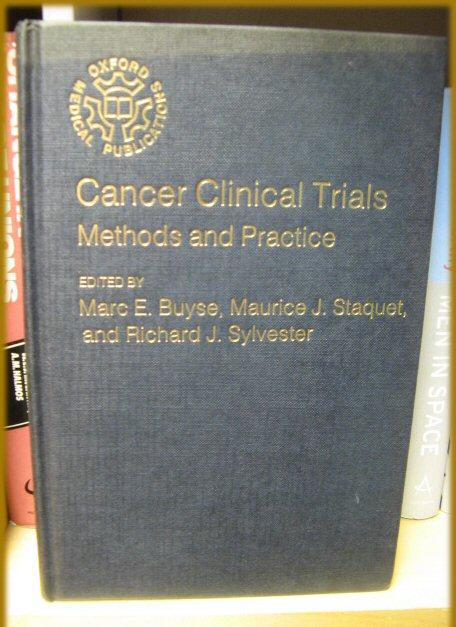 OXFORD MEDICAL PUBLICATIONS
Cancer Clinical Trials
Methods and Practice
EDITED BY
Marc E. Buyse, Maurice J. Staquet,
and Richard J. Sylvester
A.M. HALMOS
MEN IN SPACE